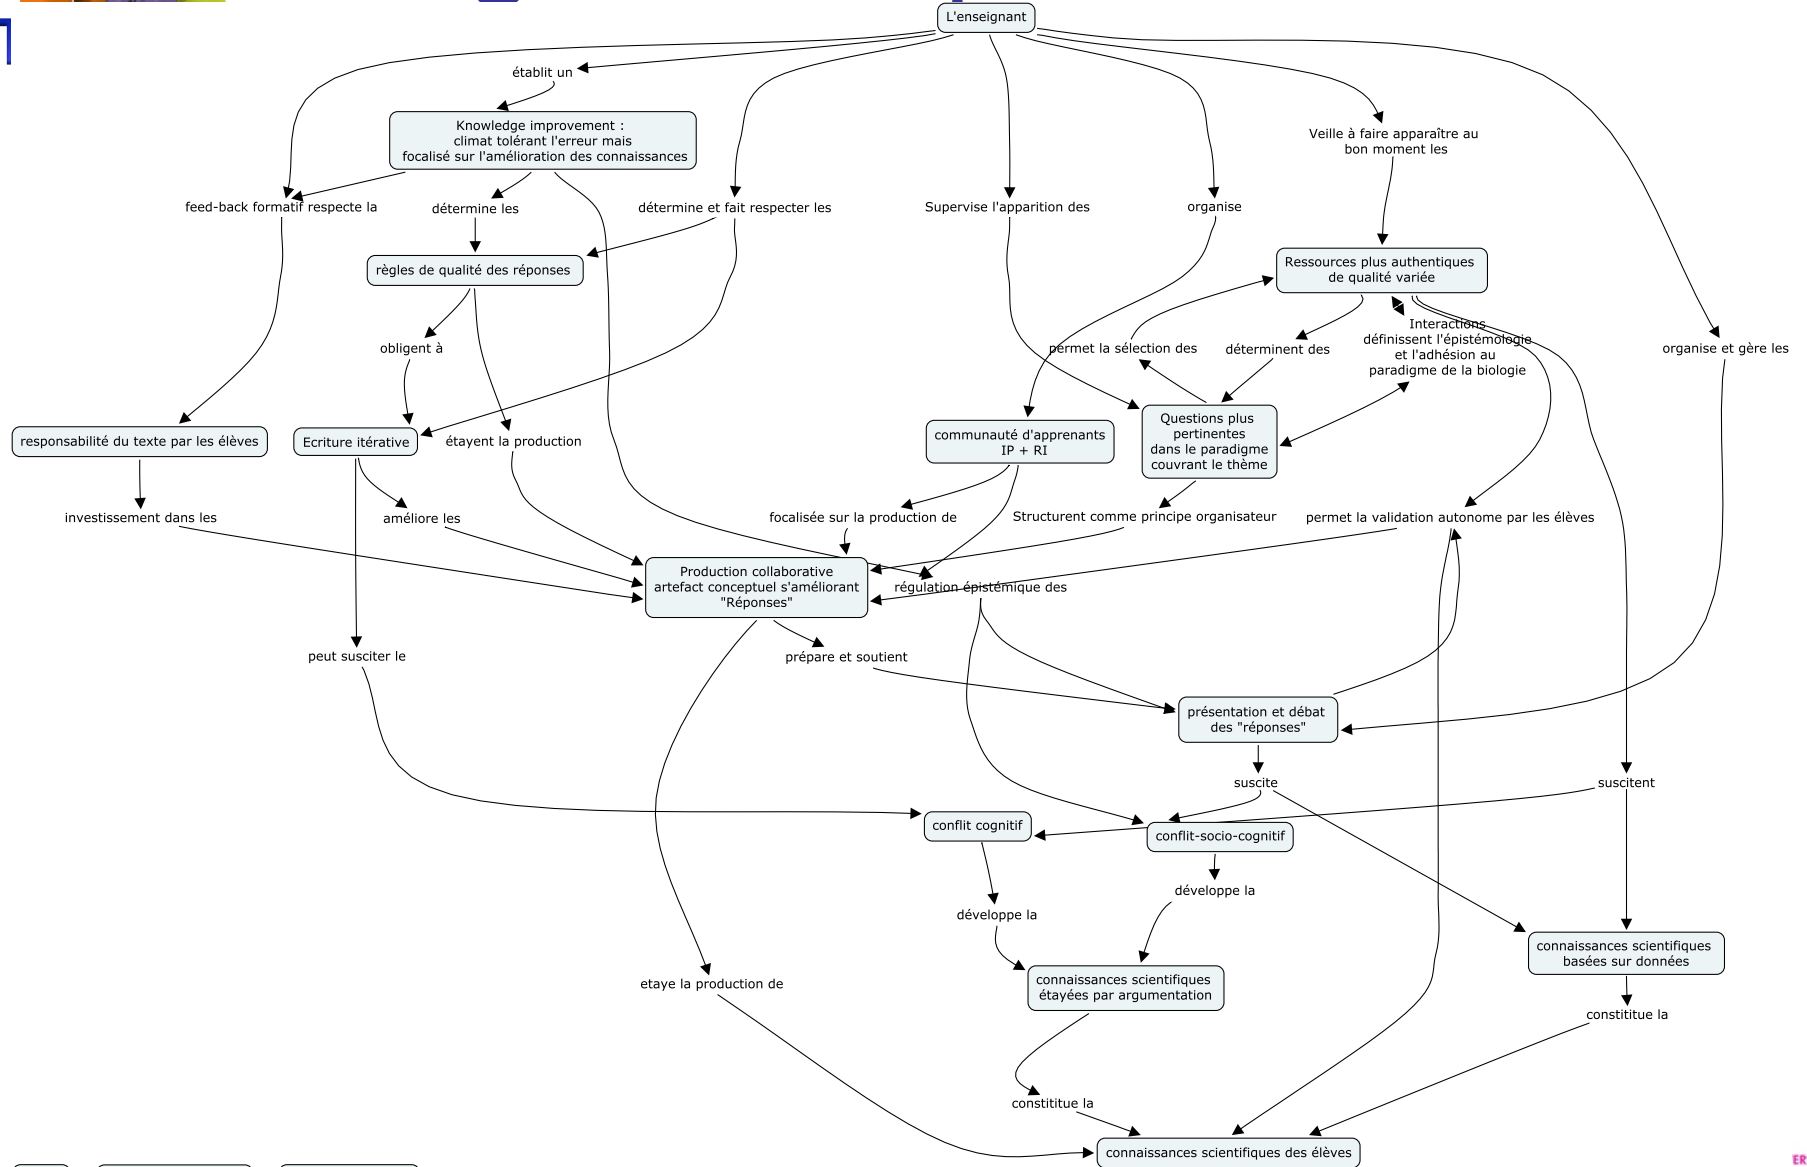 L'enseignant
établit un
Knowledge improvement :
climat tolérant l'erreur mais
focalisé sur l'amélioration des connaissances
Veille à faire apparaître au
bon moment les
feed-back formatif respecte la
détermine les
détermine et fait respecter les
Supervise l'apparition des
organise
règles de qualité des réponses
Ressources plus authentiques
de qualité variée
Interactions
définissent l'épistémologie
et l'adhésion au
paradigme de la biologie
obligent à
permet la sélection des
déterminent des
organise et gère les
responsabilité du texte par les élèves
Ecriture itérative
étayent la production
communauté d'apprenants
IP + RI
Questions plus
pertinentes
dans le paradigme
couvrant le thème
investissement dans les
améliore les
focalisée sur la production de
Structurent comme principe organisateur
permet la validation autonome par les élèves
Production collaborative
artefact conceptuel s'améliorant
"Réponses"
régulation épistémique des
peut susciter le
prépare et soutient
présentation et débat
des "réponses"
suscite
suscitent
conflit cognitif
conflit-socio-cognitif
développe la
développe la
connaissances scientifiques
basées sur données
connaissances scientifiques
étayées par argumentation
etaye la production de
constititue la
constititue la
connaissances scientifiques des élèves
ER